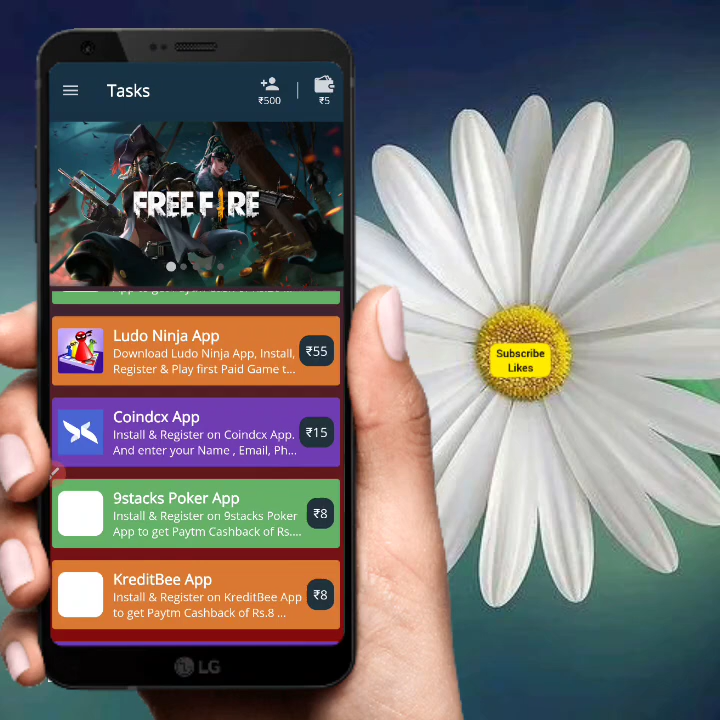 Tasks
₹500
₹5
FREE FIRE
Ludo Ninja App
Download Ludo Ninja App, Install,
Register & Play first Paid Game t...
₹55
Coindcx App
Install & Register on Coindcx App.
And enter your Name , Email, Ph...
₹15
9stacks Poker App
Install & Register on 9stacks Poker
App to get Paytm Cashback of Rs....
₹8
KreditBee App
Install & Register on KreditBee App
to get Paytm Cashback of Rs.8 ...
₹8
LG
Subscribe
Likes